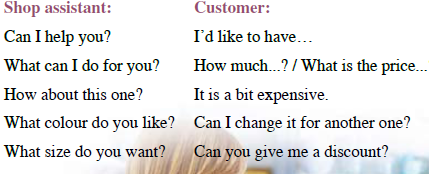 Shop assistant: Customer:
Can I help you? I’d like to have…
What can I do for you? How much...? / What is the price...
How about this one? It is a bit expensive.
What colour do you like? Can I change it for another one?
What size do you want? Can you give me a discount?